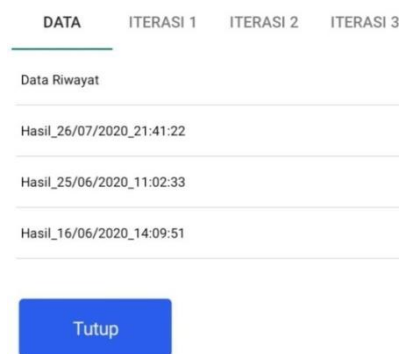 DATA ITERASI 1 ITERASI 2 ITERASI 3
Data Riwayat
Hasil_26/07/2020_21:41:22
Hasil_25/06/2020_11:02:33
Hasil_16/06/2020_14:09:51
Tutup